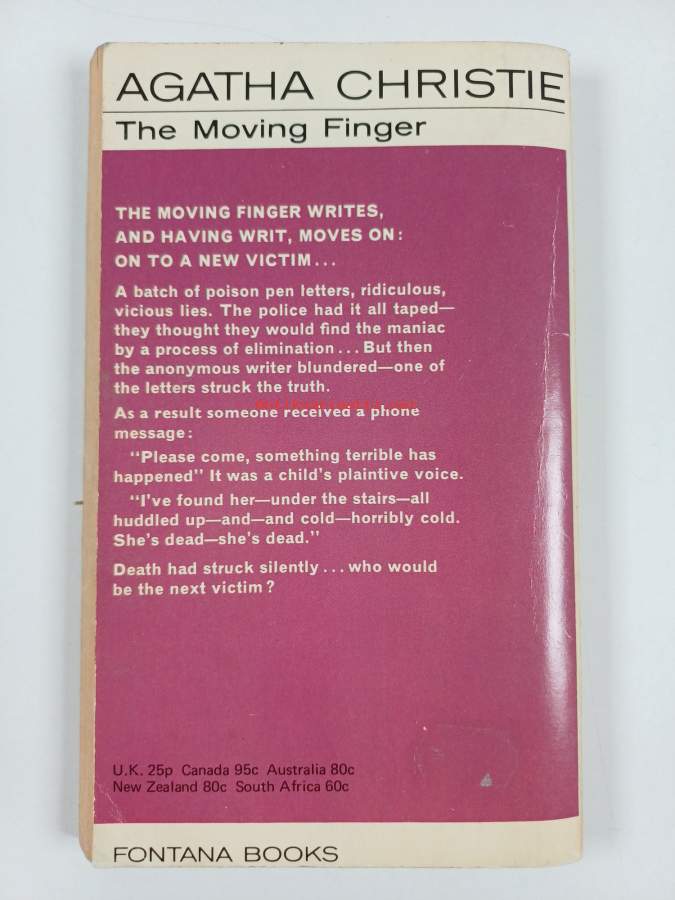 AGATHA CHRISTIE
The Moving Finger
THE MOVING FINGER WRITES,
AND HAVING WRIT, MOVES ON:
ON TO A NEW VICTIM...
A batch of poison pen letters, ridiculous,
vicious lies. The police had it all taped—
they thought they would find the maniac
by a process of elimination... But then
the anonymous writer blundered—one of
the letters struck the truth.
As a result someone received a phone
message:
"Please come, something terrible has
happened" It was a child's plaintive voice.
"I've found her—under the stairs—all
huddled up—and—and cold—horribly cold.
She's dead—she's dead."
Death had struck silently... who would
be the next victim?
U.K. 25p Canada 95c Australia 80c
New Zealand 80c South Africa 60c
FONTANA BOOKS